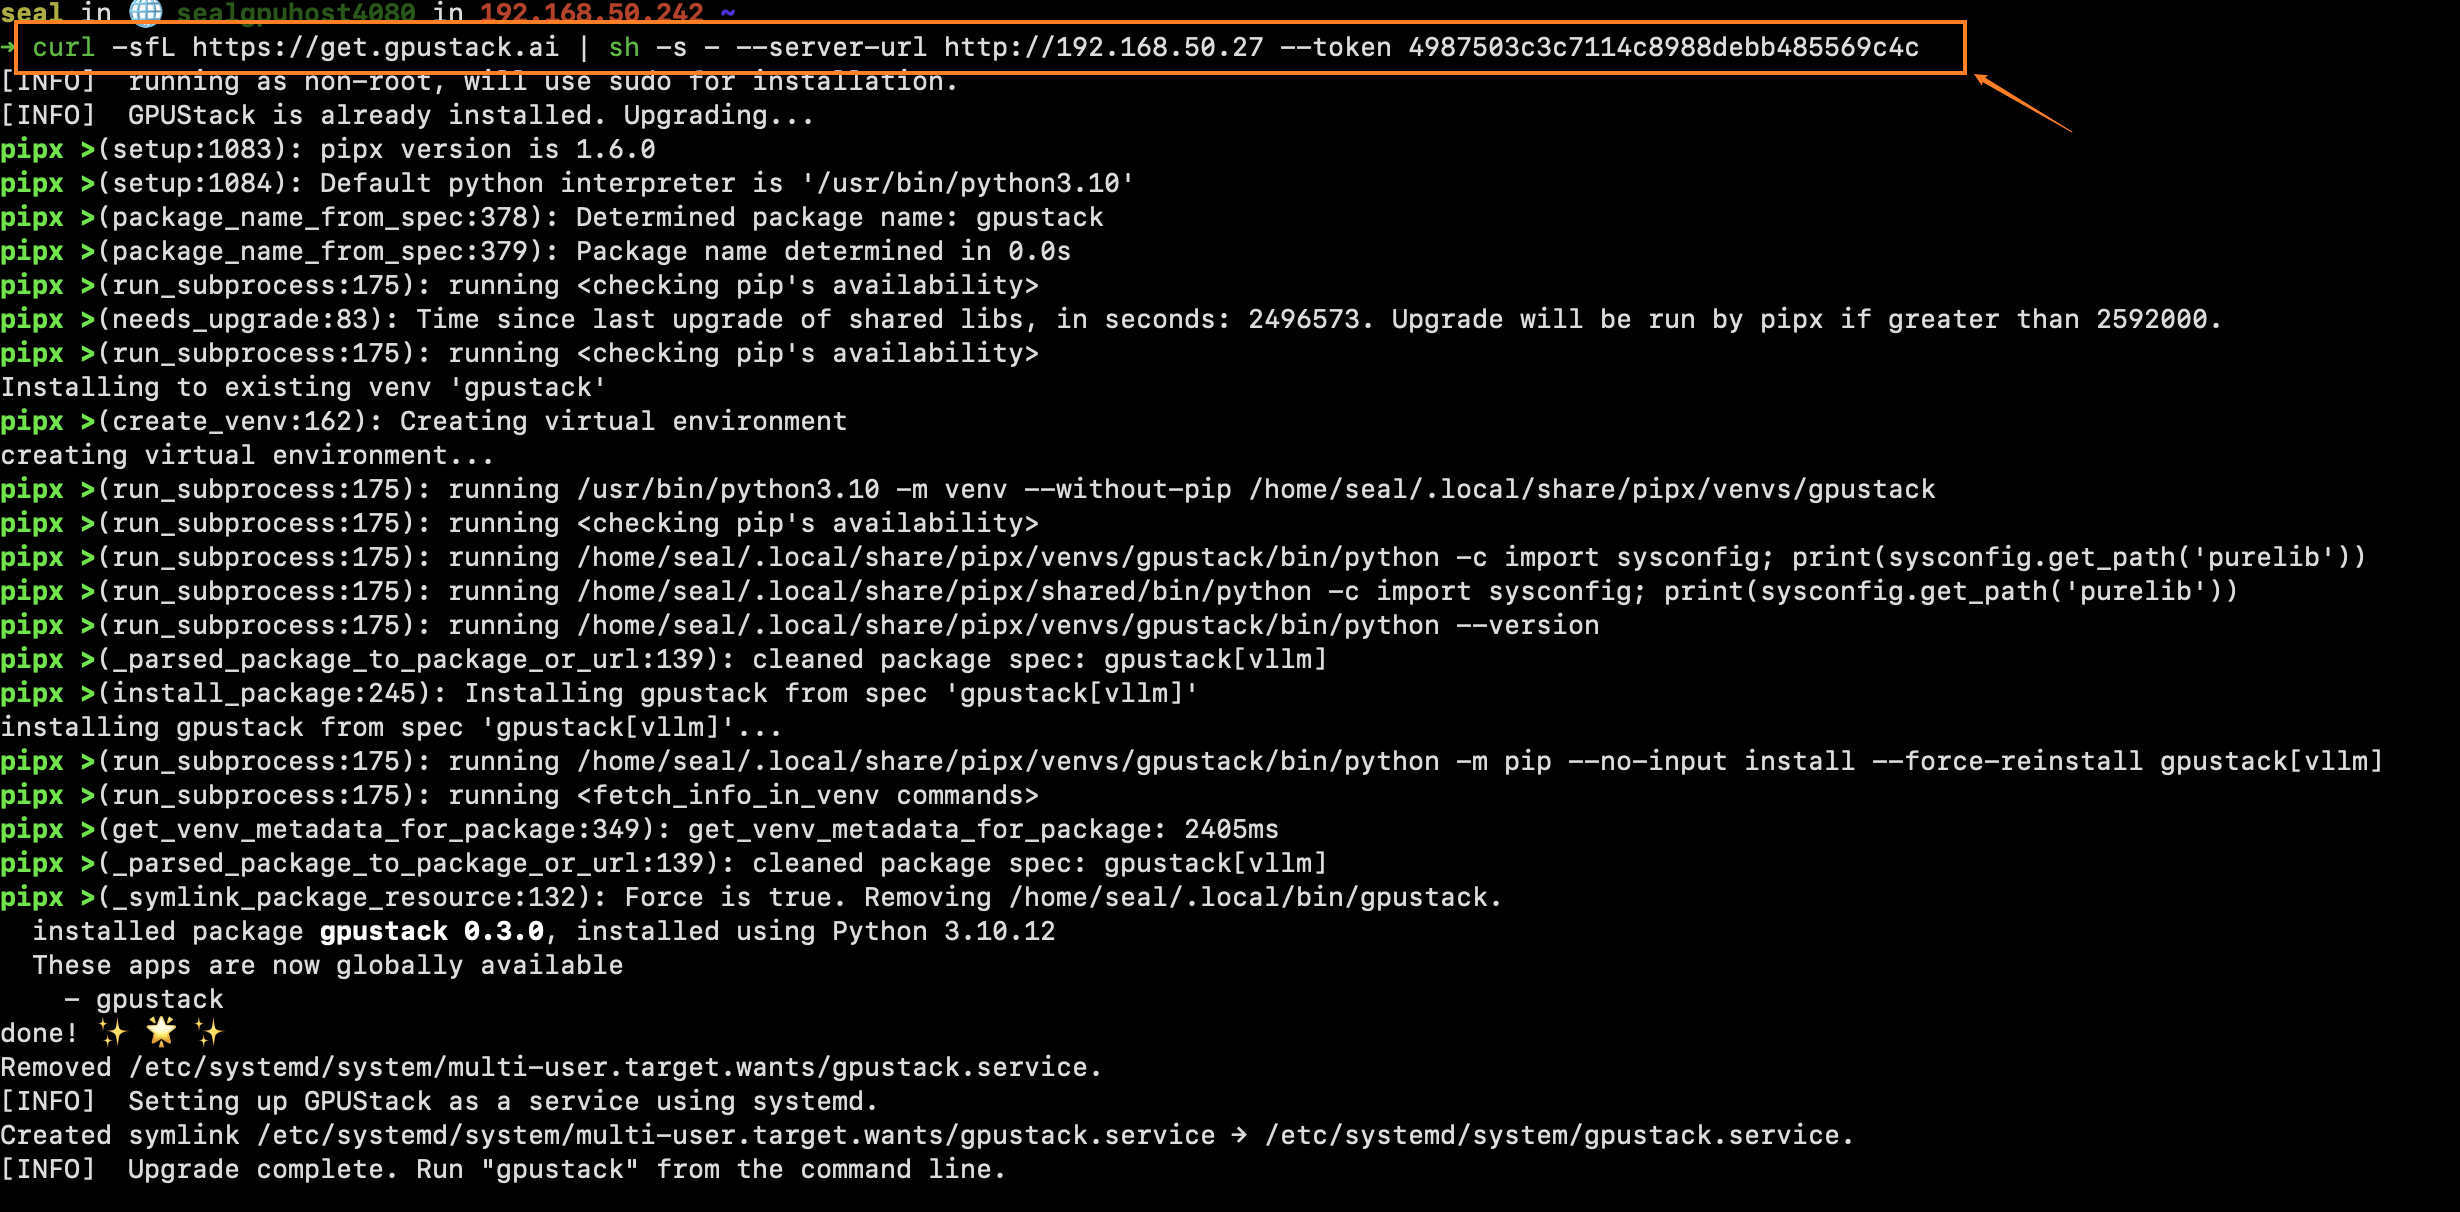 seal in 🌐 sealgpuhost4080 in 192.168.50.242 ~
➜ curl -sfL https://get.gpustack.ai | sh -s - --server-url http://192.168.50.27 --token 4987503c3c7114c8988debb485569c4c
[INFO]  running as non-root, will use sudo for installation.
[INFO]  GPUStack is already installed. Upgrading...
pipx >(setup:1083): pipx version is 1.6.0
pipx >(setup:1084): Default python interpreter is '/usr/bin/python3.10'
pipx >(package_name_from_spec:378): Determined package name: gpustack
pipx >(package_name_from_spec:379): Package name determined in 0.0s
pipx >(run_subprocess:175): running <checking pip's availability>
pipx >(needs_upgrade:83): Time since last upgrade of shared libs, in seconds: 2496573. Upgrade will be run by pipx if greater than 2592000.
pipx >(run_subprocess:175): running <checking pip's availability>
Installing to existing venv 'gpustack'
pipx >(create_venv:162): Creating virtual environment
creating virtual environment...
pipx >(run_subprocess:175): running /usr/bin/python3.10 -m venv --without-pip /home/seal/.local/share/pipx/venvs/gpustack
pipx >(run_subprocess:175): running <checking pip's availability>
pipx >(run_subprocess:175): running /home/seal/.local/share/pipx/venvs/gpustack/bin/python -c import sysconfig; print(sysconfig.get_path('purelib'))
pipx >(run_subprocess:175): running /home/seal/.local/share/pipx/shared/bin/python -c import sysconfig; print(sysconfig.get_path('purelib'))
pipx >(run_subprocess:175): running /home/seal/.local/share/pipx/venvs/gpustack/bin/python --version
pipx >(_parsed_package_to_package_or_url:139): cleaned package spec: gpustack[vllm]
pipx >(install_package:245): Installing gpustack from spec 'gpustack[vllm]'
installing gpustack from spec 'gpustack[vllm]'...
pipx >(run_subprocess:175): running /home/seal/.local/share/pipx/venvs/gpustack/bin/python -m pip --no-input install --force-reinstall gpustack[vllm]
pipx >(run_subprocess:175): running <fetch_info_in_venv commands>
pipx >(get_venv_metadata_for_package:349): get_venv_metadata_for_package: 2405ms
pipx >(_parsed_package_to_package_or_url:139): cleaned package spec: gpustack[vllm]
pipx >(_symlink_package_resource:132): Force is true. Removing /home/seal/.local/bin/gpustack.
  installed package gpustack 0.3.0, installed using Python 3.10.12
  These apps are now globally available
    - gpustack
done! ✨ 🌟 ✨
Removed /etc/systemd/system/multi-user.target.wants/gpustack.service.
[INFO]  Setting up GPUStack as a service using systemd.
Created symlink /etc/systemd/system/multi-user.target.wants/gpustack.service → /etc/systemd/system/gpustack.service.
[INFO]  Upgrade complete. Run "gpustack" from the command line.